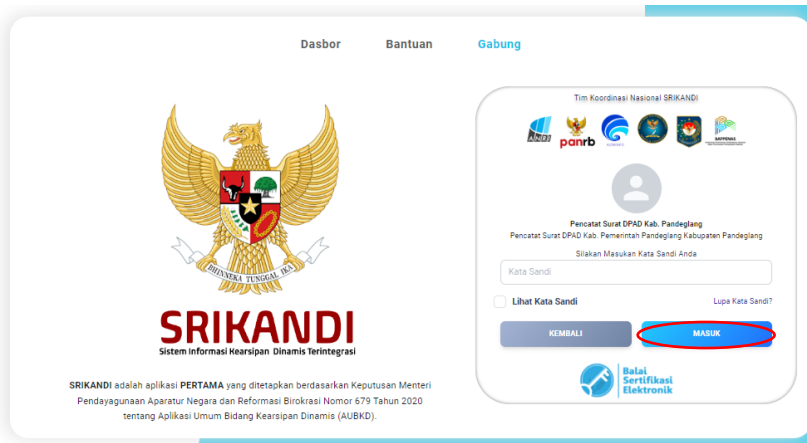 Dasbor Bantuan Gabung
Tim Koordinasi Nasional SRIKANDI
ANRI panrb KOMINFO BAPPENAS
Pencatat Surat DPAD Kab. Pandeglang
Pencatat Surat DPAD Kab. Pemerintah Pandeglang Kabupaten Pandeglang
Silakan Masukan Kata Sandi Anda
Kata Sandi
Lihat Kata Sandi Lupa Kata Sandi?
KEMBALI MASUK
Balai
Sertifikasi
Elektronik
BHINNEKA TUNGGAL IKA
SRIKANDI
Sistem Informasi Kearsipan Dinamis Terintegrasi
SRIKANDI adalah aplikasi PERTAMA yang ditetapkan berdasarkan Keputusan Menteri
Pendayagunaan Aparatur Negara dan Reformasi Birokrasi Nomor 679 Tahun 2020
tentang Aplikasi Umum Bidang Kearsipan Dinamis (AUBKD).